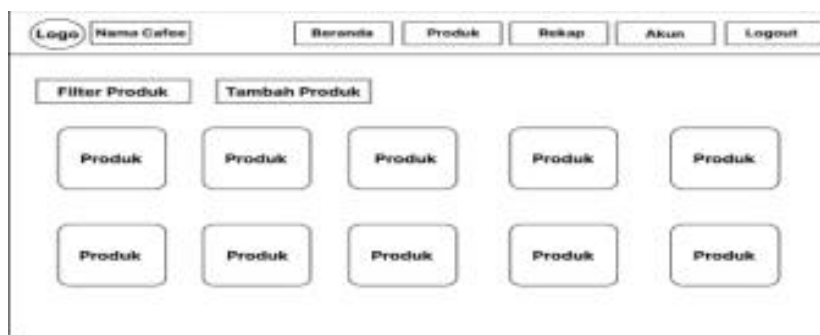 Logo Nama Cafee Beranda Produk Rekap Akun Logout
Filter Produk Tambah Produk
Produk Produk Produk Produk Produk
Produk Produk Produk Produk Produk